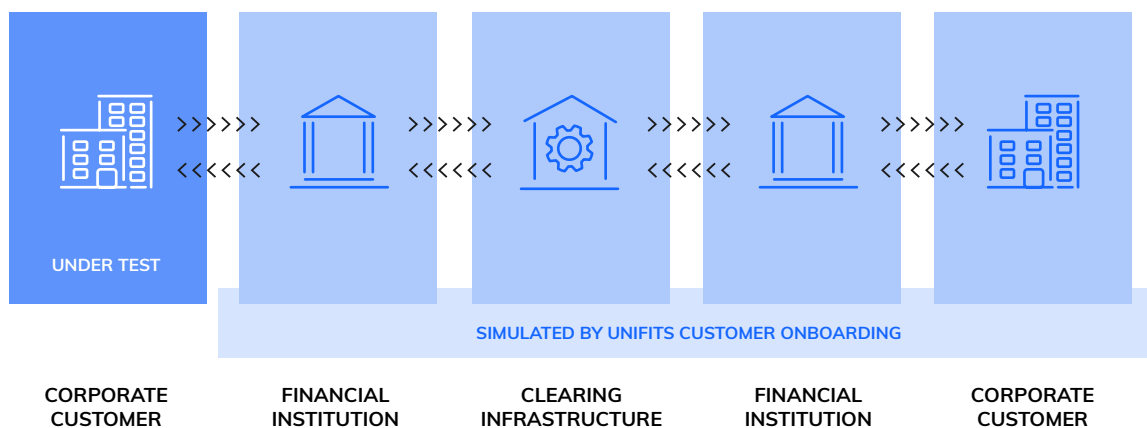 UNDER TEST
SIMULATED BY UNIFITS CUSTOMER ONBOARDING
CORPORATE
CUSTOMER
FINANCIAL
INSTITUTION
CLEARING
INFRASTRUCTURE
FINANCIAL
INSTITUTION
CORPORATE
CUSTOMER